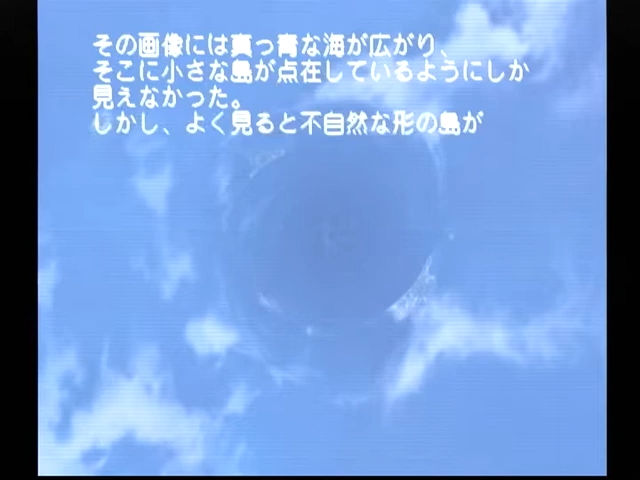 その画像には真っ青な海が広がり、
そこに小さな島が点在しているようにしか
見えなかった。
しかし、よく見ると不自然な形の島が